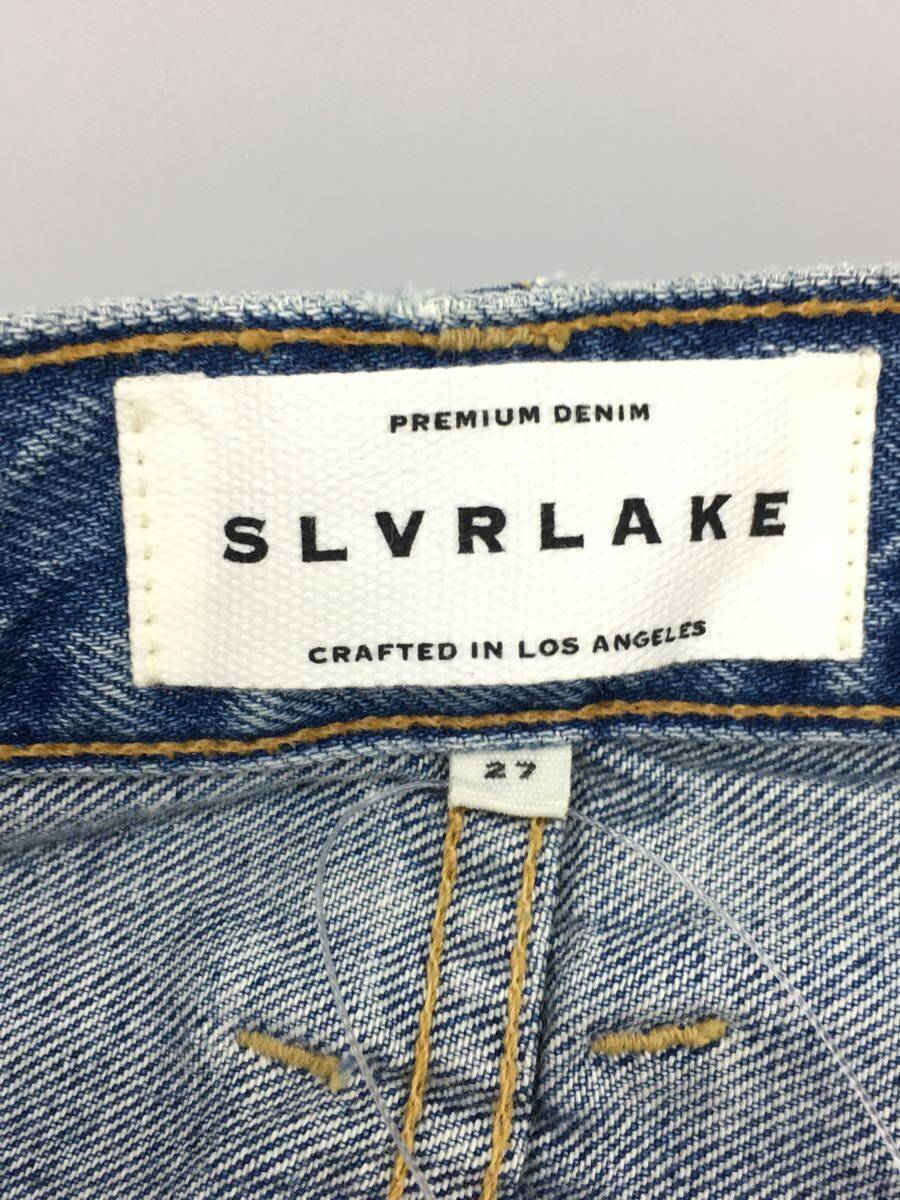 PREMIUM DENIM
SLVRLAKE
CRAFTED IN LOS ANGELES
27